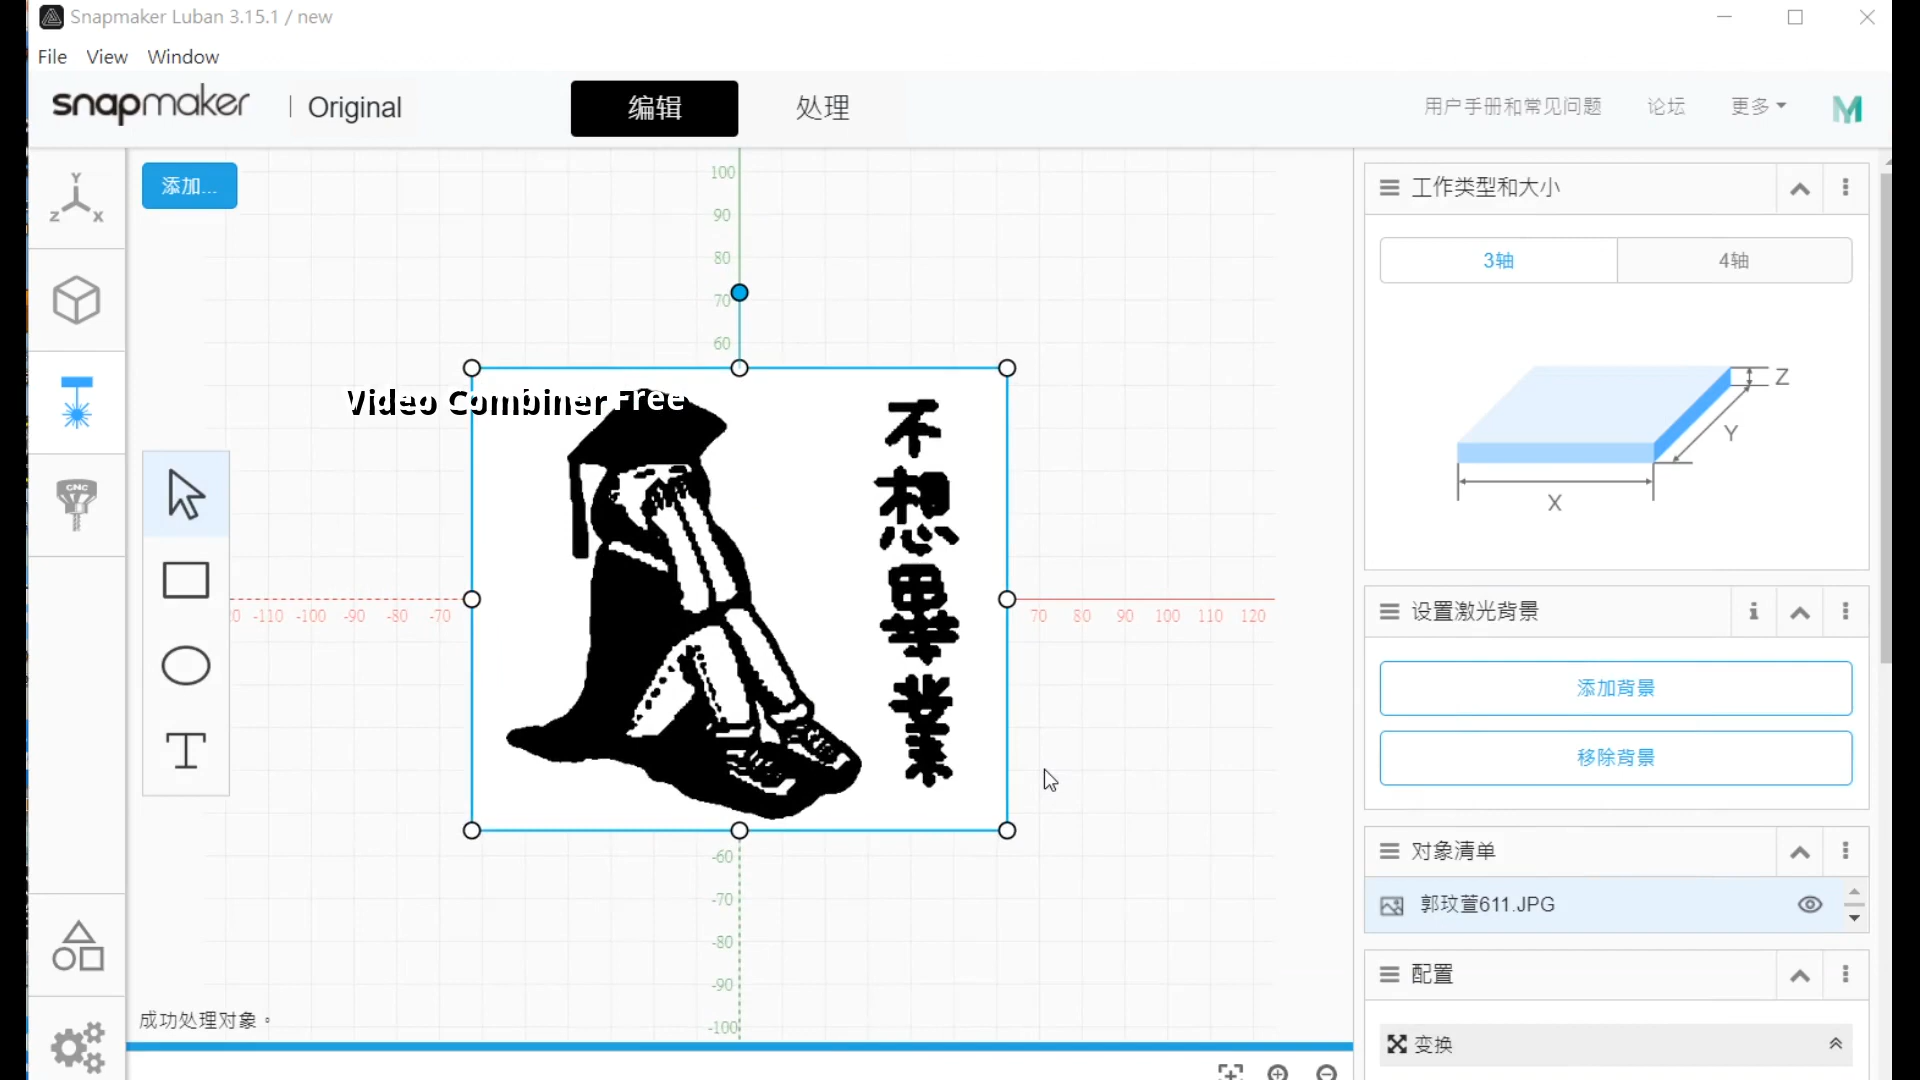 Snapmaker Luban 3.15.1 / new
File View Window
snapmaker | Original
编辑
处理
用户手册和常见问题
论坛
更多
添加...
100
90
80
70
60
-110 -100 -90 -80 -70
70 80 90 100 110 120
-60
-70
-80
-90
-100
Y
Z X
CNC
T
Video Combiner Free
不想畢業
成功处理对象。
工作类型和大小
3轴
4轴
Z
Y
X
设置激光背景
i
添加背景
移除背景
对象清单
郭玟萱611.JPG
配置
变换